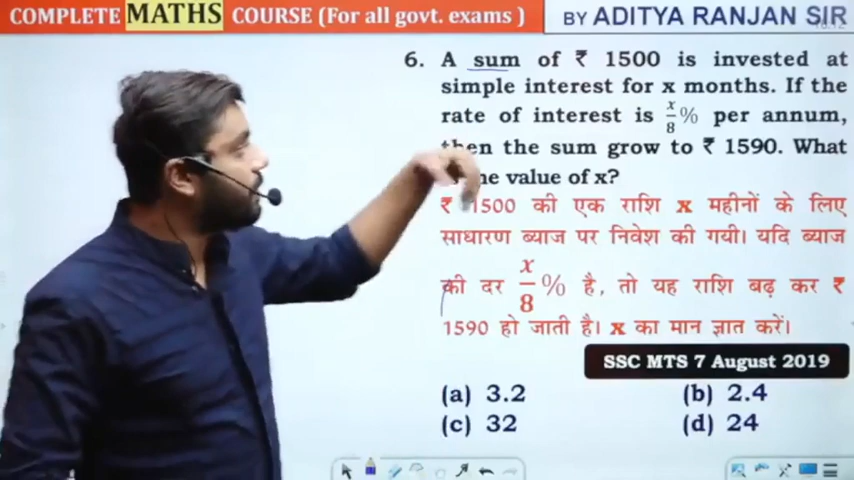 COMPLETE MATHS COURSE (For all govt. exams )
BY ADITYA RANJAN SIR
6. A sum of ₹ 1500 is invested at
simple interest for x months. If the
rate of interest is x/8% per annum,
then the sum grow to ₹ 1590. What
value of x?
₹ 1500 की एक राशि x महीनों के लिए
साधारण ब्याज पर निवेश की गयी। यदि ब्याज
की दर x/8% है, तो यह राशि बढ़ कर ₹
1590 हो जाती है। x का मान ज्ञात करें।
SSC MTS 7 August 2019
(a) 3.2
(b) 2.4
(c) 32
(d) 24